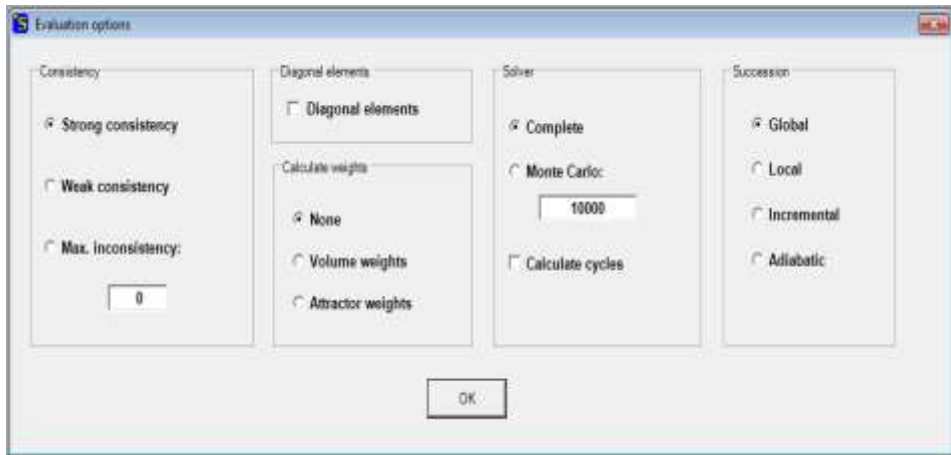 Evaluation options
Consistency
Strong consistency
Weak consistency
Max. inconsistency:
0
Diagonal elements
Diagonal elements
Calculate weights
None
Volume weights
Attractor weights
Solver
Complete
Monte Carlo:
10000
Calculate cycles
Succession
Global
Local
Incremental
Adiabatic
OK